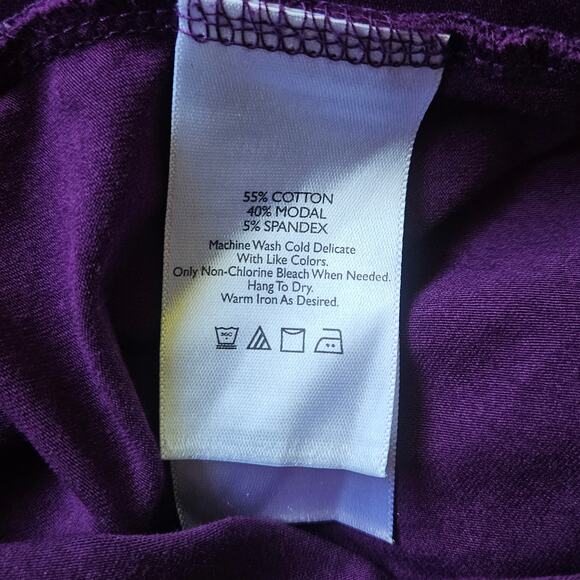 55% COTTON
40% MODAL
5% SPANDEX
Machine Wash Cold Delicate
With Like Colors.
Only Non-Chlorine Bleach When Needed.
Hang To Dry.
Warm Iron As Desired.